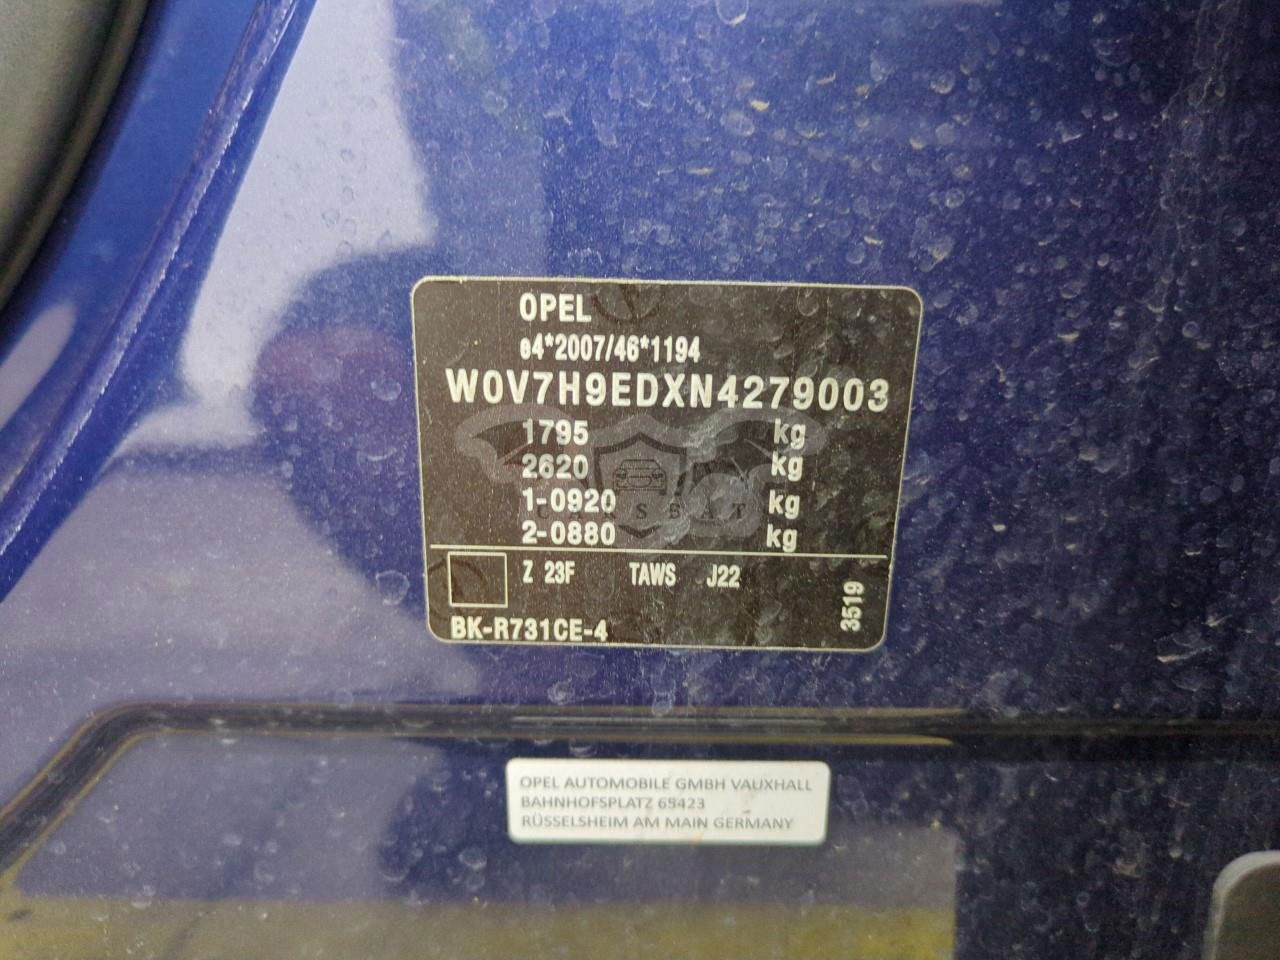 OPEL
e4*2007/46*1194
W0V7H9EDXN4279003
1795 kg
2620 kg
1-0920 kg
2-0880 kg
CARSBAT
Z 23F TAWS J22
3519
BK-R731CE-4
OPEL AUTOMOBILE GMBH VAUXHALL
BAHNHOFSPLATZ 65423
RÜSSELSHEIM AM MAIN GERMANY